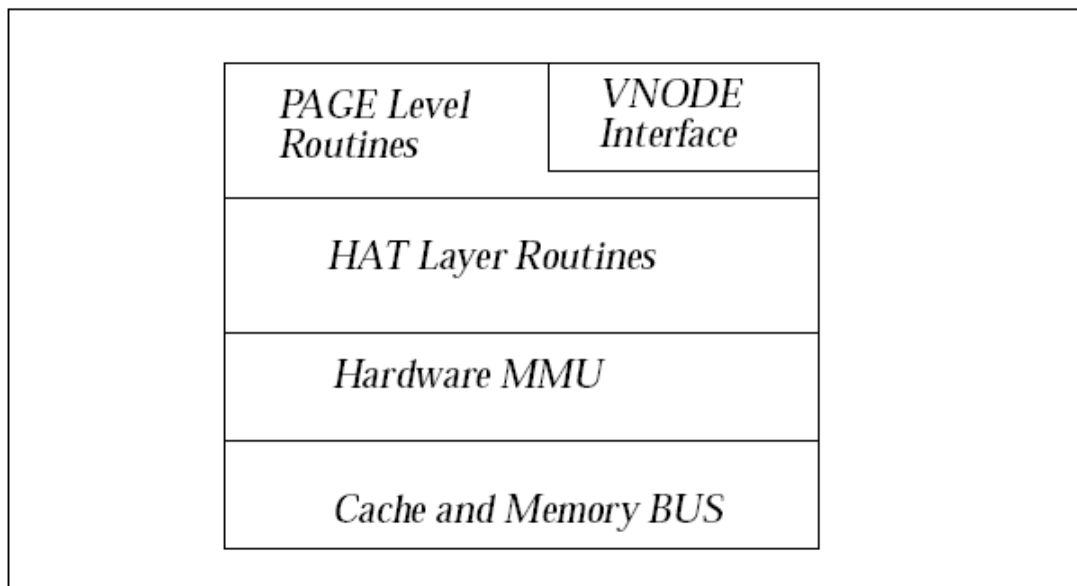 PAGE Level
Routines
VNODE
Interface
HAT Layer Routines
Hardware MMU
Cache and Memory BUS